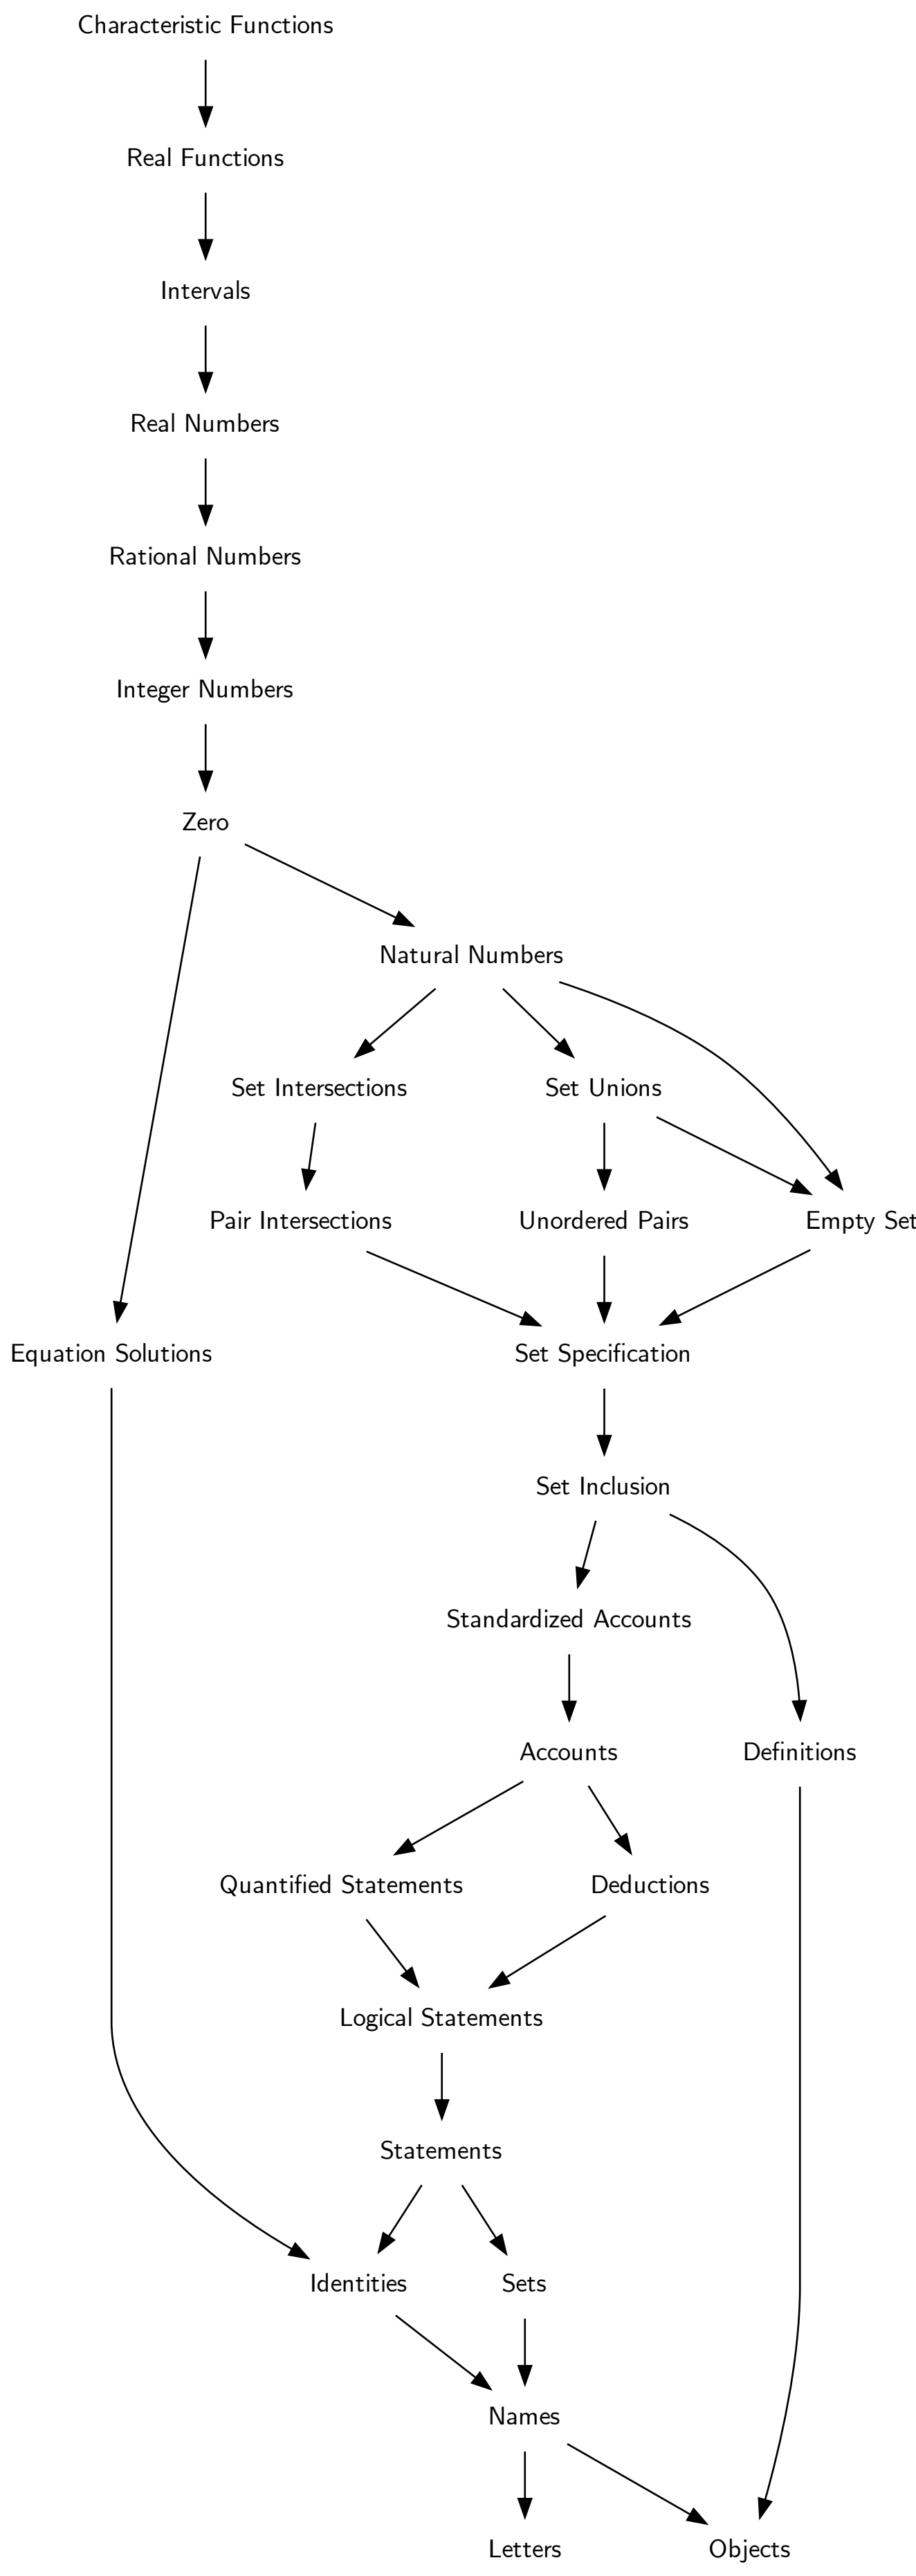 Characteristic Functions
Real Functions
Intervals
Real Numbers
Rational Numbers
Integer Numbers
Zero
Natural Numbers
Set Intersections
Set Unions
Pair Intersections
Unordered Pairs
Empty Set
Equation Solutions
Set Specification
Set Inclusion
Standardized Accounts
Accounts
Definitions
Quantified Statements
Deductions
Logical Statements
Statements
Identities
Sets
Names
Letters
Objects